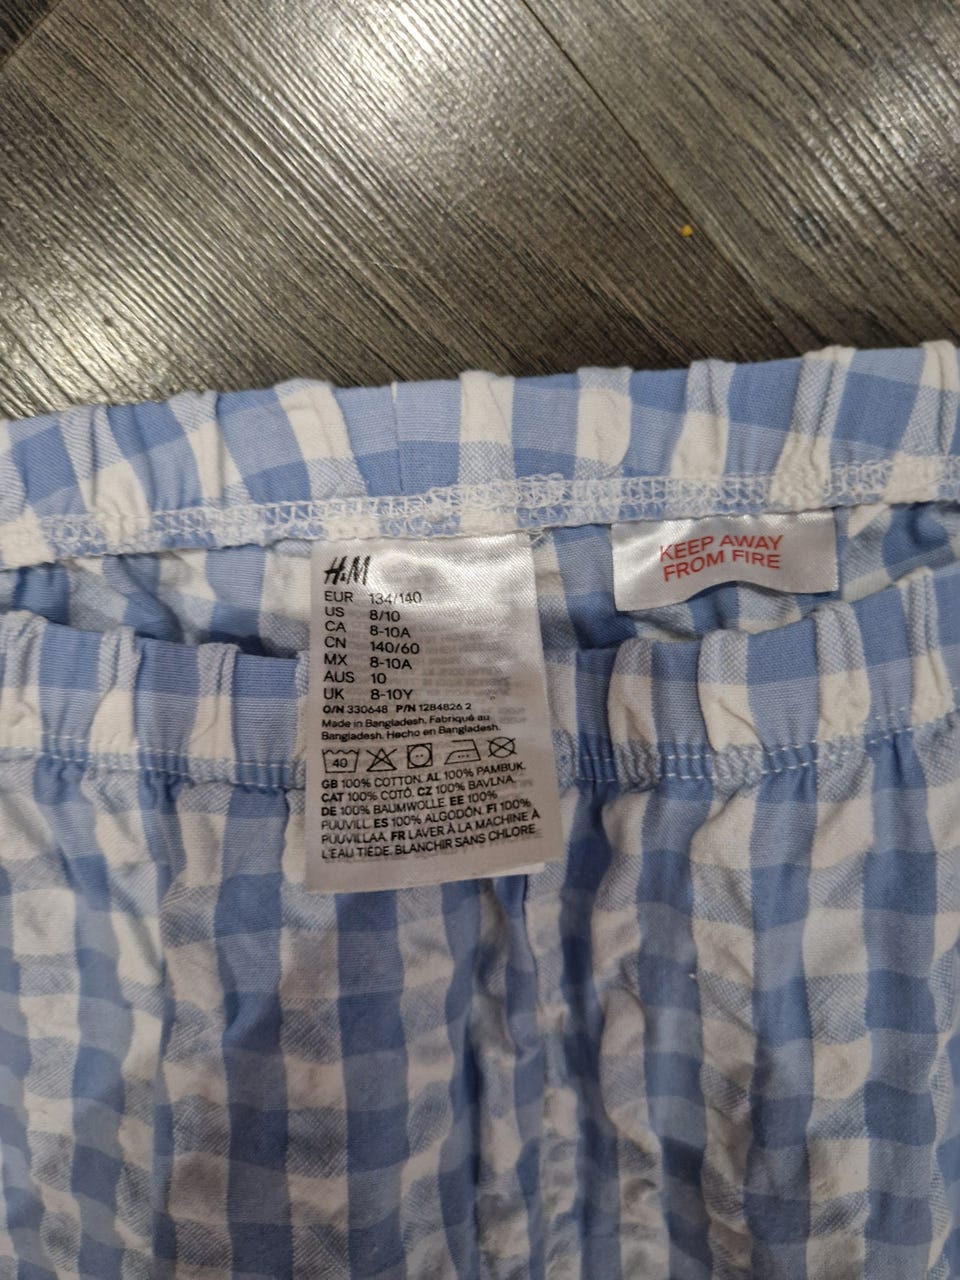 H&M
EUR 134/140
US 8/10
CA 8-10A
CN 140/60
MX 8-10A
AUS 10
UK 8-10Y
O/N 330648 P/N 1284826 2
Made in Bangladesh. Fabriqué au
Bangladesh. Hecho en Bangladesh.
40
GB 100% COTTON. AL 100% PAMBUK.
CAT 100% COTÓ. CZ 100% BAVLNA.
DE 100% BAUMWOLLE. EE 100%
PUUVILL. ES 100% ALGODÓN. FI 100%
PUUVILLAA. FR LAVER À LA MACHINE À
L'EAU TIÈDE. BLANCHIR SANS CHLORE
KEEP AWAY
FROM FIRE